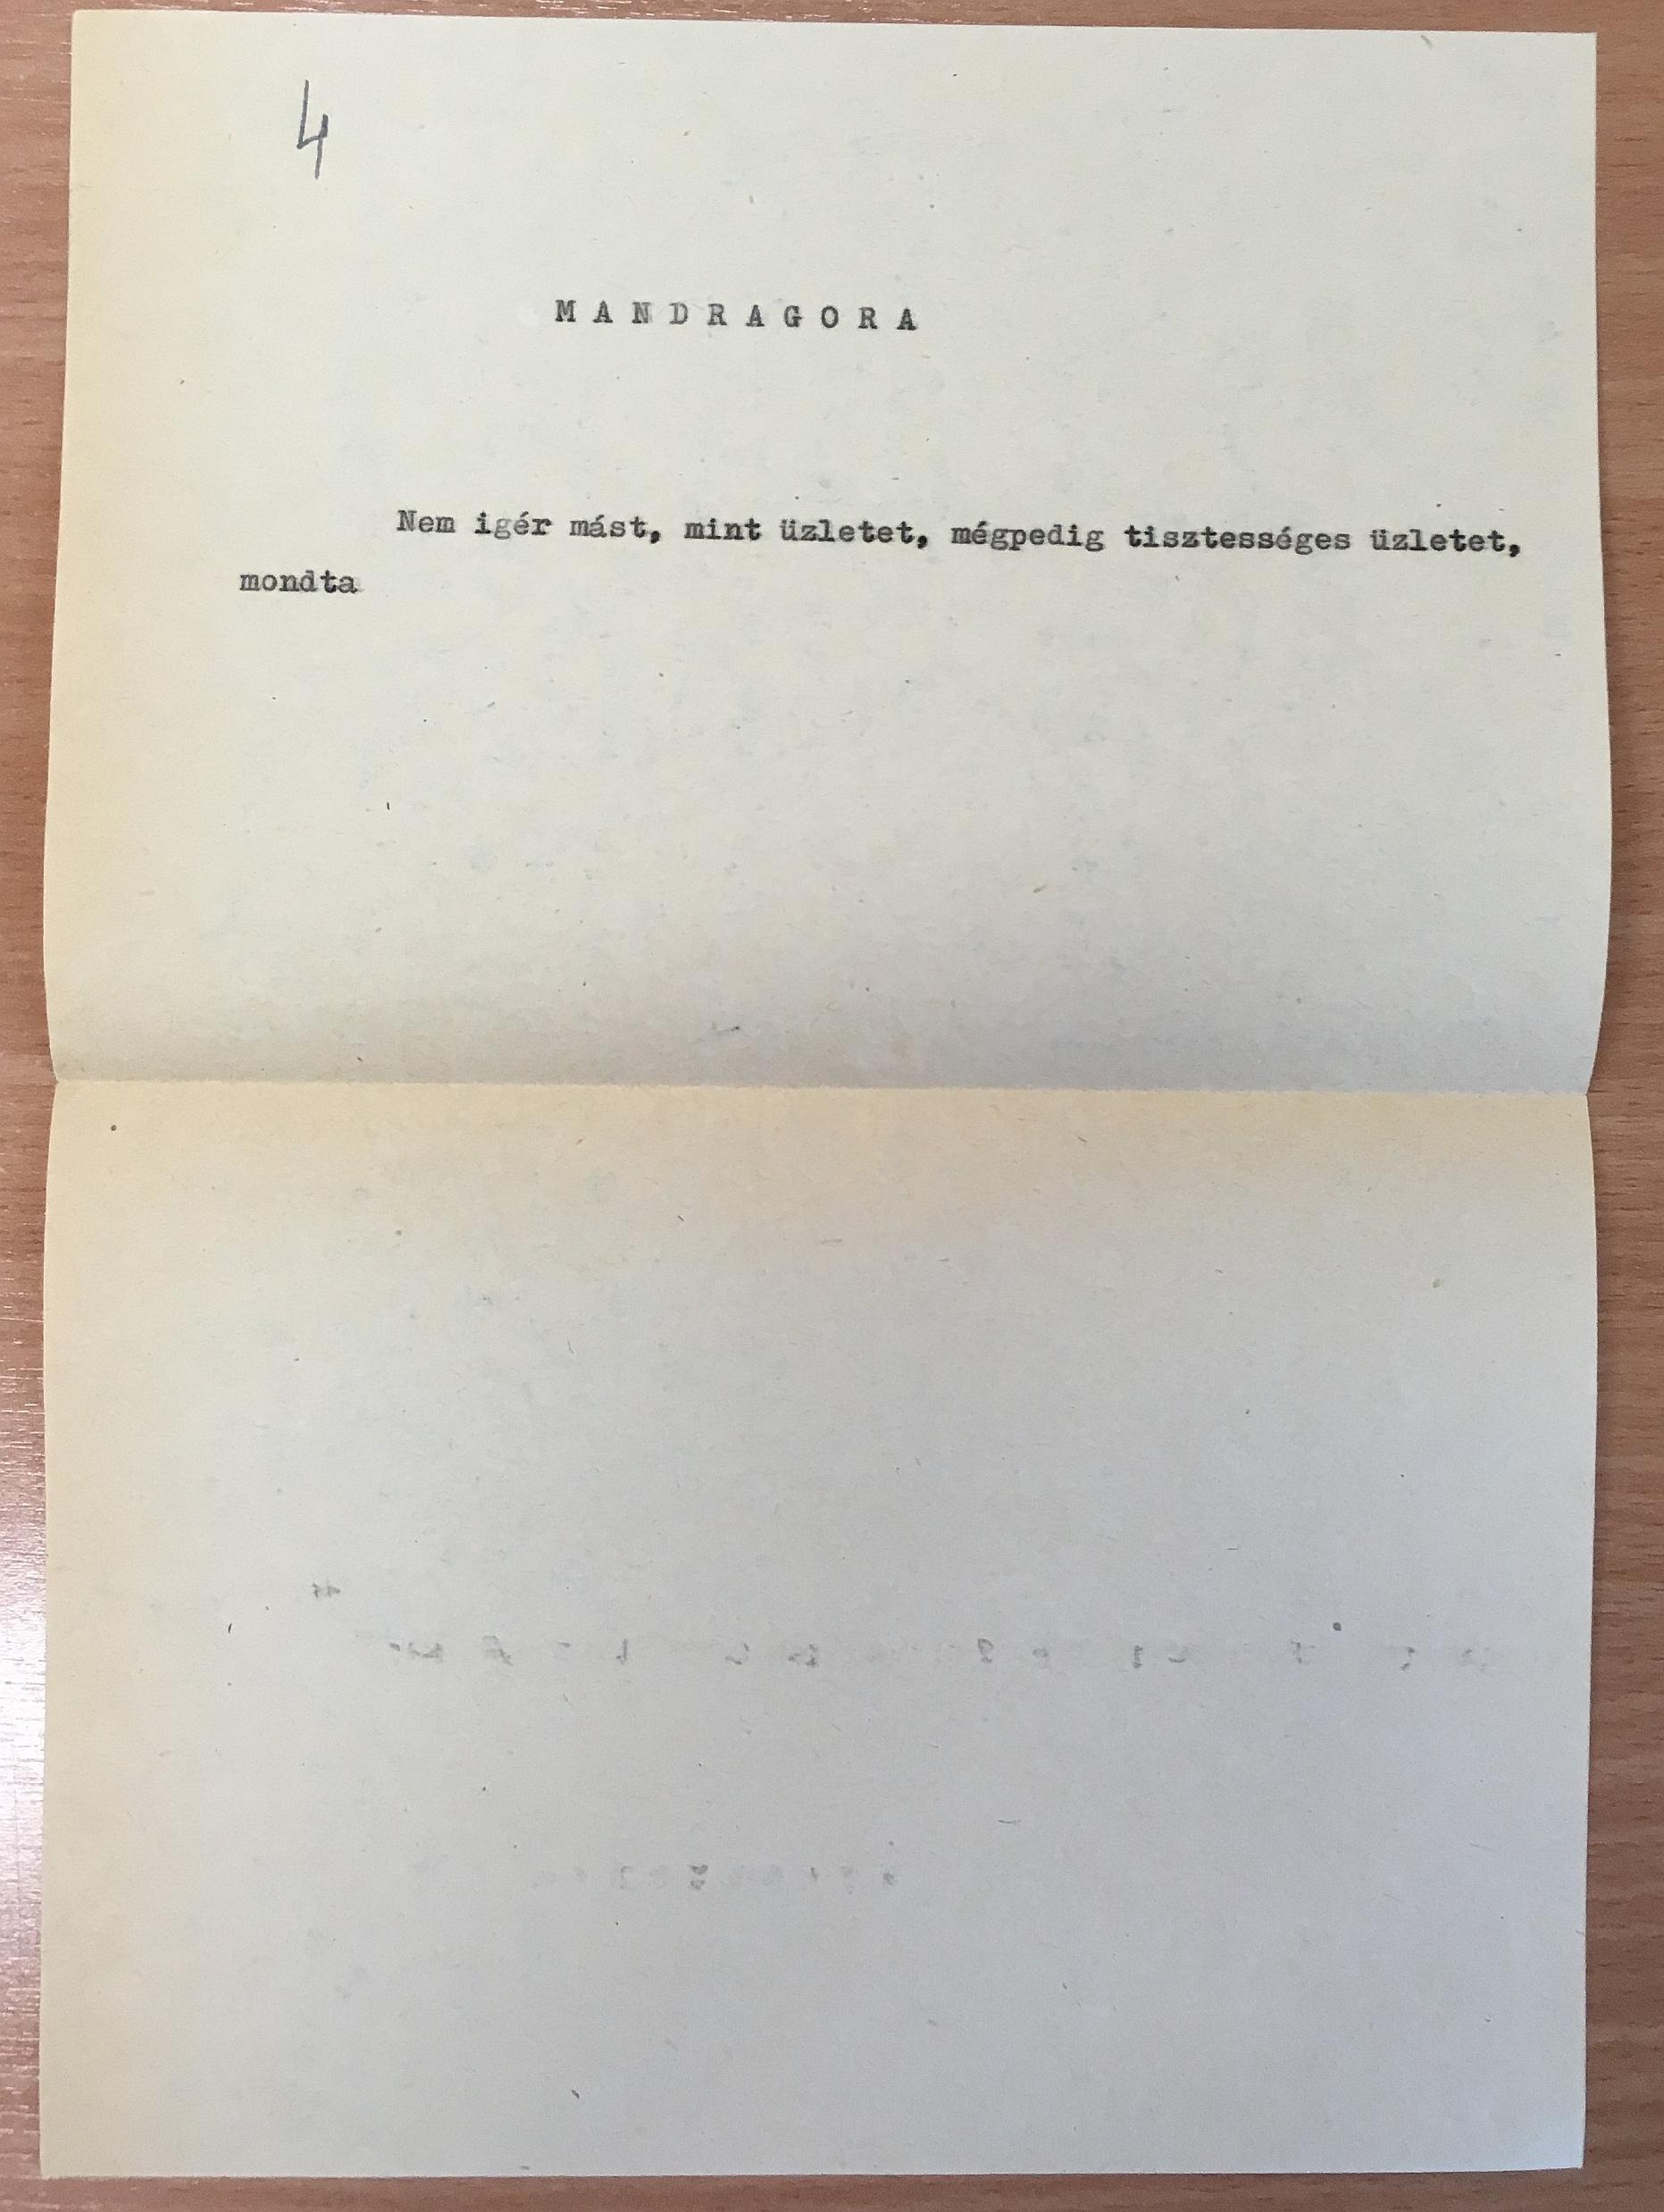 4
M A N D R A G O R A
Nem igér mást, mint üzletet, mégpedig tisztességes üzletet,
mondta